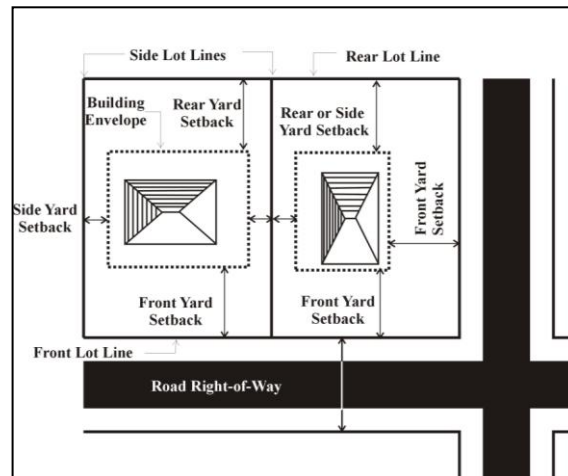 Side Lot Lines
Rear Lot Line
Building
Envelope
Rear Yard
Setback
Rear or Side
Yard Setback
Side Yard
Setback
Front Yard
Setback
Front Yard
Setback
Front Yard
Setback
Front Lot Line
Road Right-of-Way